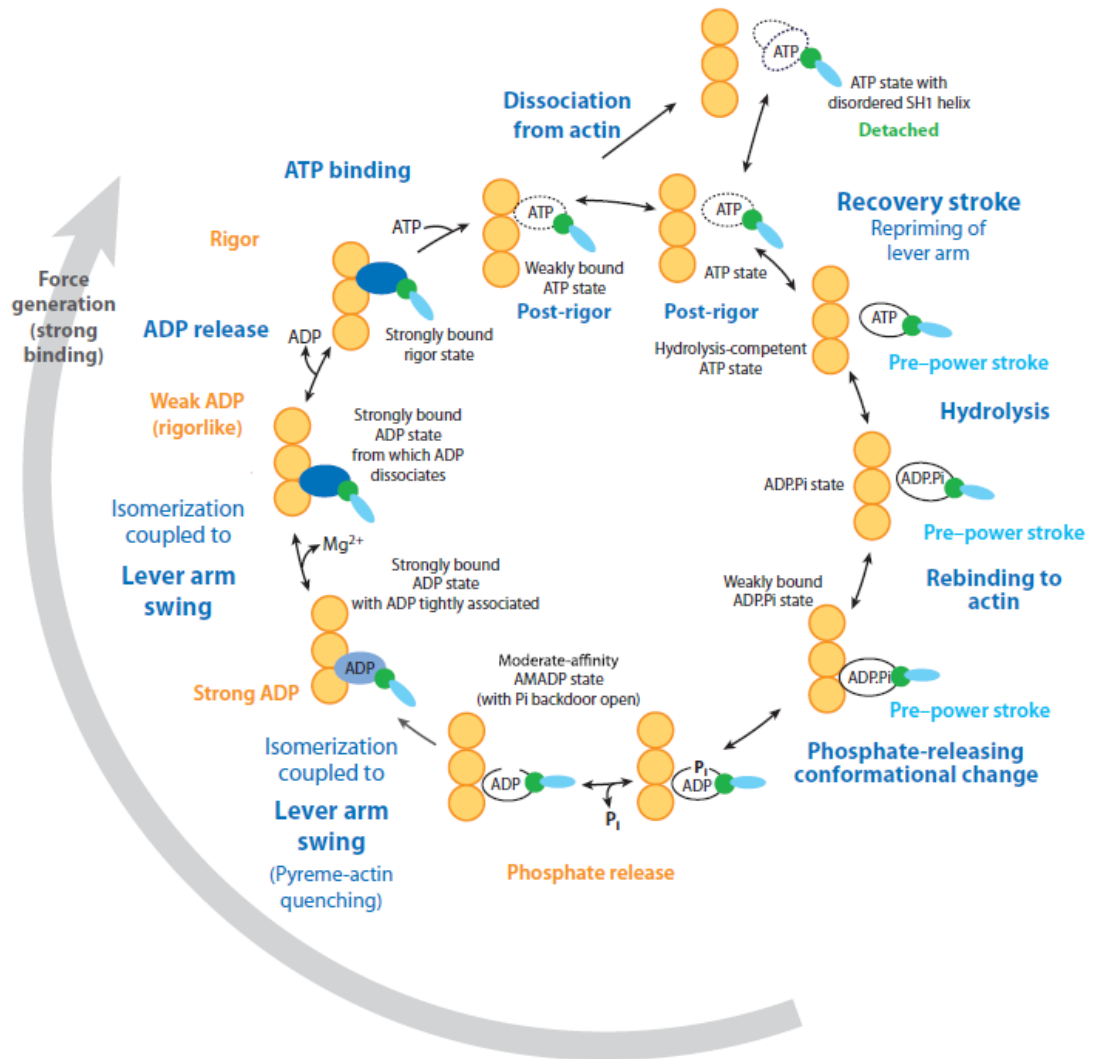 ATP
ATP state with
disordered SH1 helix
Detached
Dissociation
from actin
ATP binding
ATP
ATP
Weakly bound
ATP state
Post-rigor
ATP
ATP state
Post-rigor
Recovery stroke
Repriming of
lever arm
Hydrolysis-competent
ATP state
ATP
Pre–power stroke
Hydrolysis
ADP.Pi state
ADP.Pi
Pre–power stroke
Rebinding to
actin
Weakly bound
ADP.Pi state
ADP.Pi
Pre–power stroke
Phosphate-releasing
conformational change
PI
ADP
PI
Phosphate release
Moderate-affinity
AMADP state
(with Pi backdoor open)
ADP
Isomerization
coupled to
Lever arm
swing
(Pyreme-actin
quenching)
Strongly bound
ADP state
with ADP tightly associated
ADP
Strong ADP
Mg2+
Isomerization
coupled to
Lever arm
swing
Strongly bound
ADP state
from which ADP
dissociates
Weak ADP
(rigorlike)
ADP
ADP release
Strongly bound
rigor state
Rigor
Force
generation
(strong
binding)